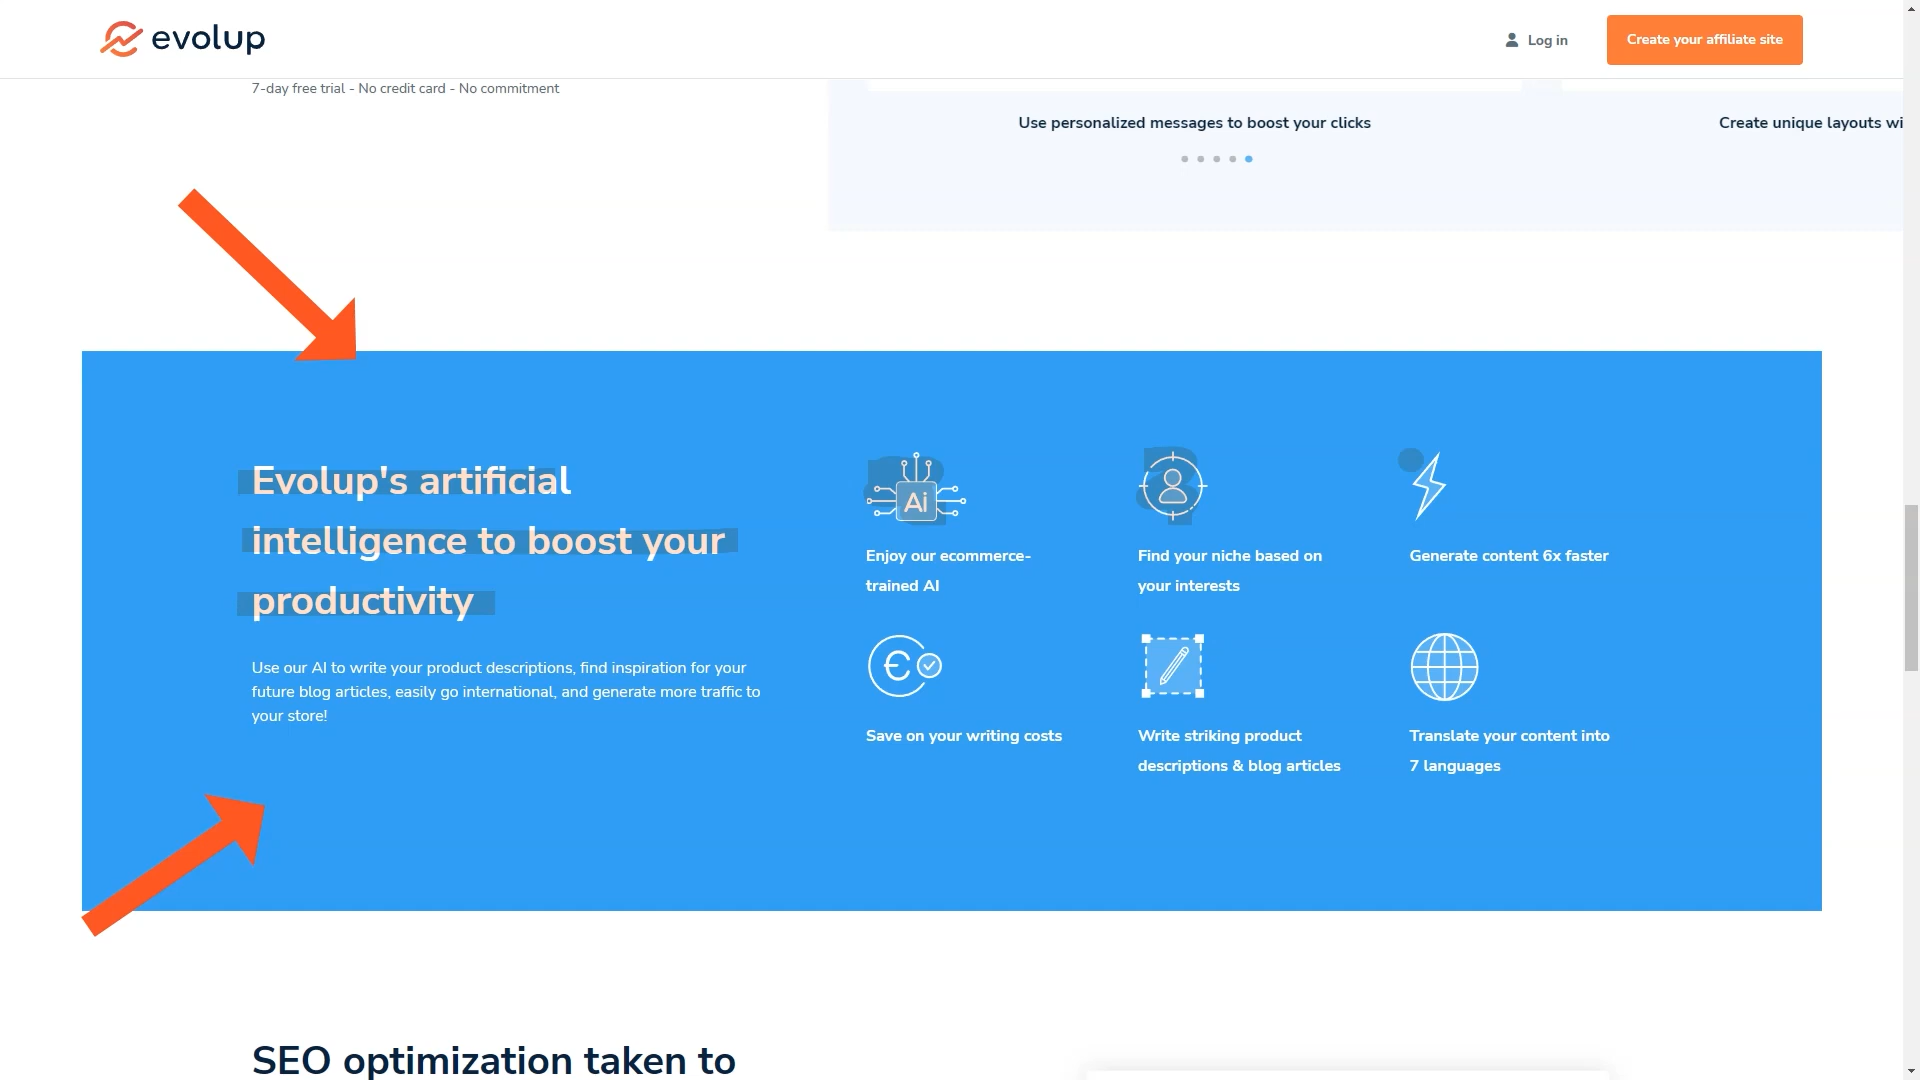 evolup
Log in
Create your affiliate site
7-day free trial - No credit card - No commitment
Use personalized messages to boost your clicks
Create unique layouts wi
Evolup's artificial
intelligence to boost your
productivity
Use our AI to write your product descriptions, find inspiration for your
future blog articles, easily go international, and generate more traffic to
your store!
Ai
Enjoy our ecommerce-
trained AI
Find your niche based on
your interests
Generate content 6x faster
€
Save on your writing costs
Write striking product
descriptions & blog articles
Translate your content into
7 languages
SEO optimization taken to